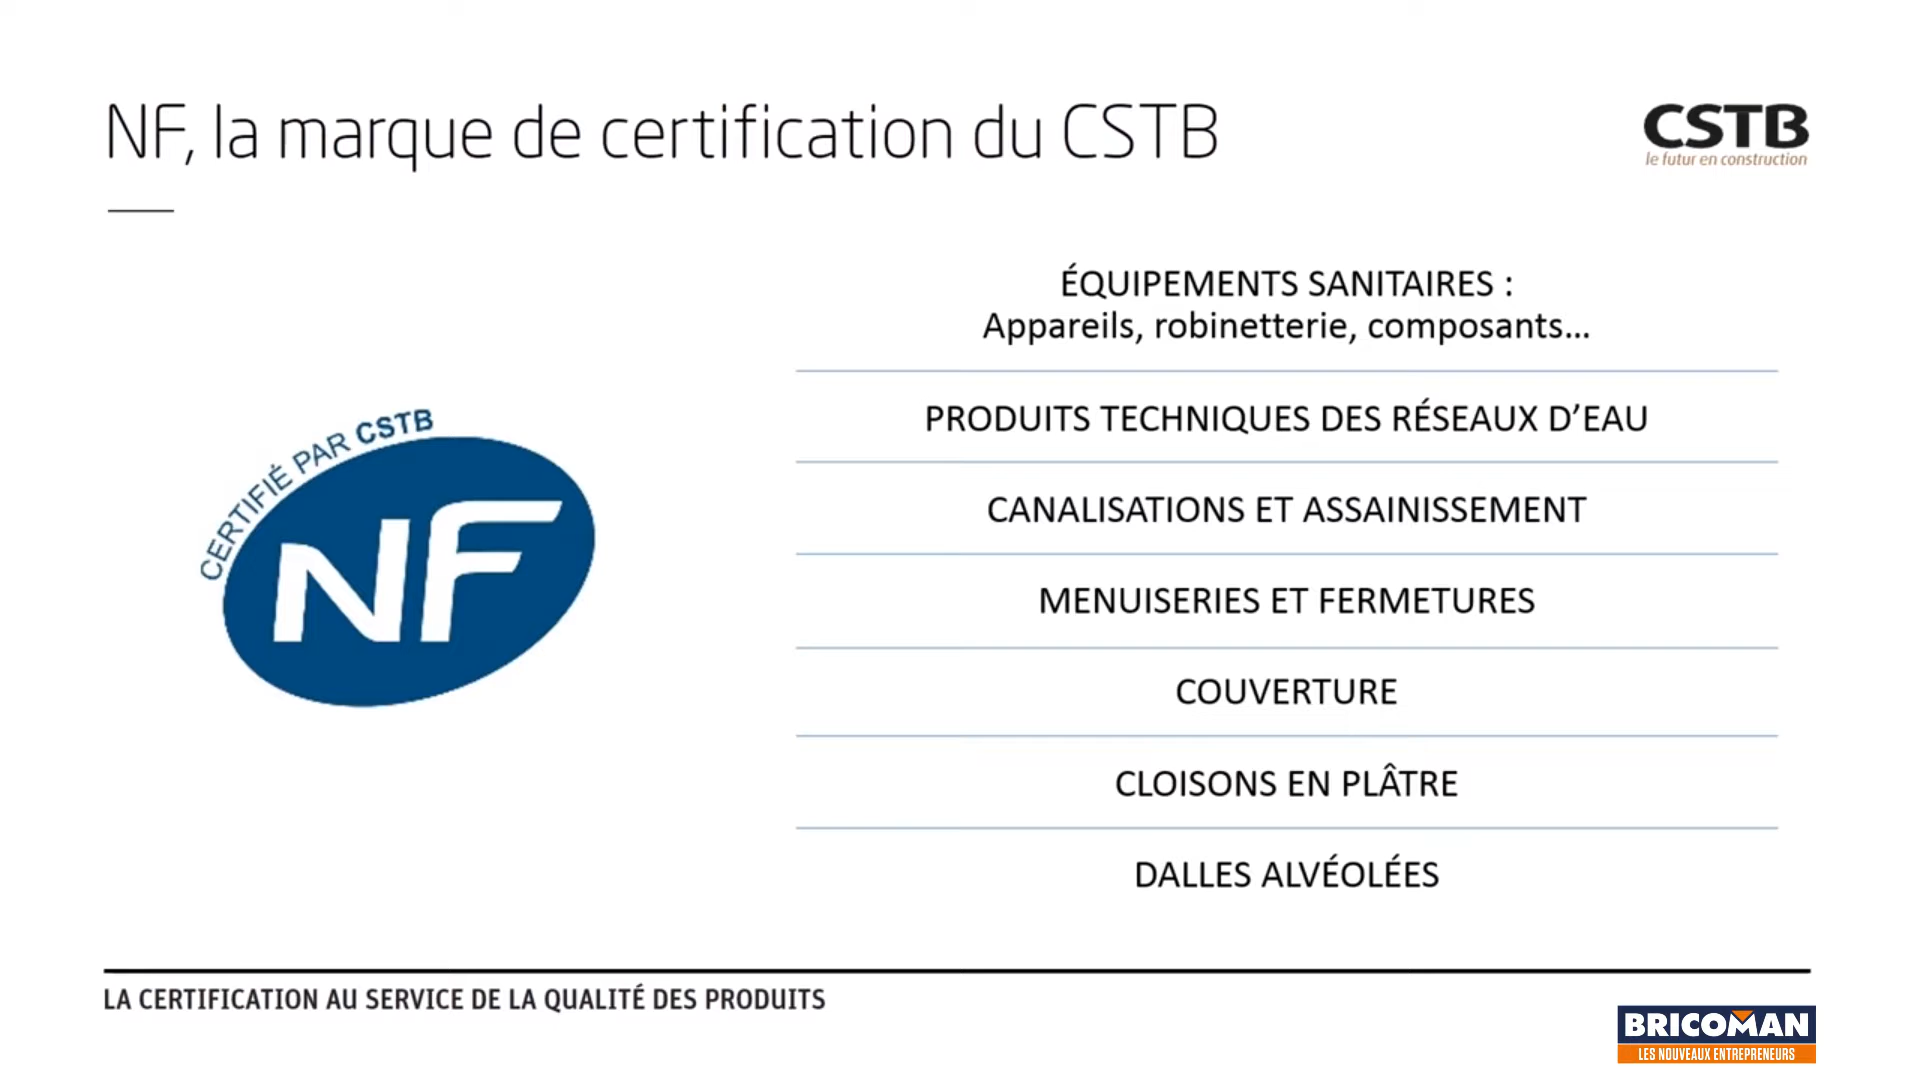 NF, la marque de certification du CSTB
CSTB
le futur en construction
CERTIFIÉ PAR CSTB
NF
ÉQUIPEMENTS SANITAIRES :
Appareils, robinetterie, composants...
PRODUITS TECHNIQUES DES RÉSEAUX D’EAU
CANALISATIONS ET ASSAINISSEMENT
MENUISERIES ET FERMETURES
COUVERTURE
CLOISONS EN PLÂTRE
DALLES ALVÉOLÉES
LA CERTIFICATION AU SERVICE DE LA QUALITÉ DES PRODUITS
BRICOMAN
LES NOUVEAUX ENTREPRENEURS